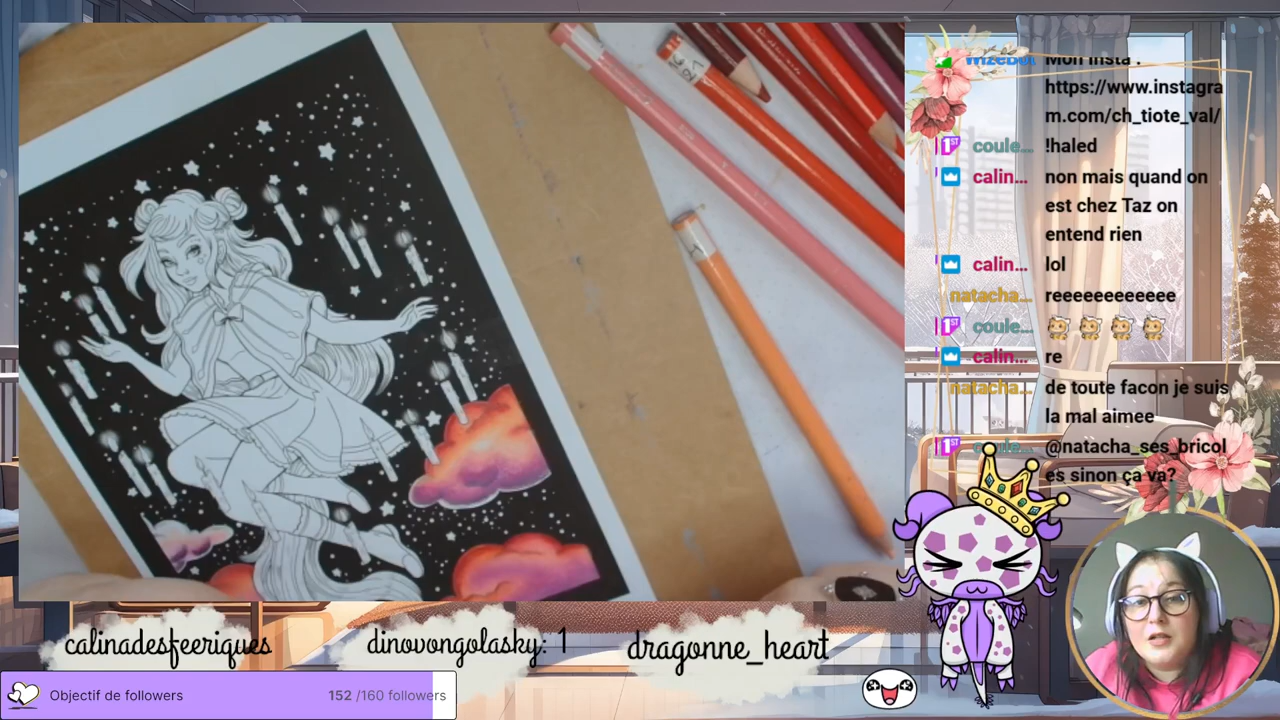 WizeBot Mon insta :
https://www.instagra
m.com/ch_tiote_val/
coule... !haled
calin... non mais quand on
est chez Taz on
entend rien
calin... lol
natacha... reeeeeeeeeeee
coule...
calin... re
natacha... de toute facon je suis
la mal aimee
coule... @natacha_ses_bricol
es sinon ça va?
calinadesfeeriques
dinovongolasky: 1
dragonne_heart
Objectif de followers 152 /160 followers